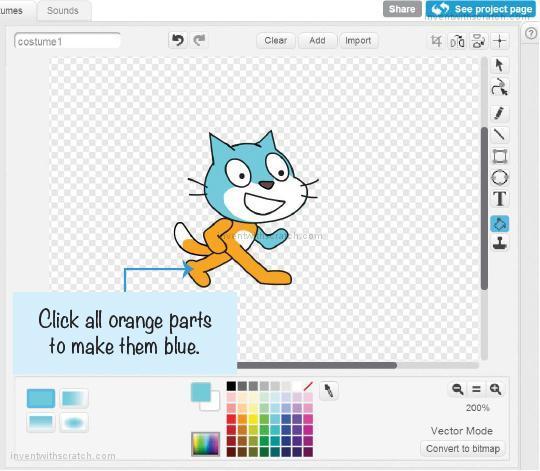 tumes
Sounds
Share
See project page
inventwithscratch.com
costume1
Clear
Add
Import
T
inventwithscratch.com
Click all orange parts
to make them blue.
200%
Vector Mode
Convert to bitmap
inventwithscratch.com